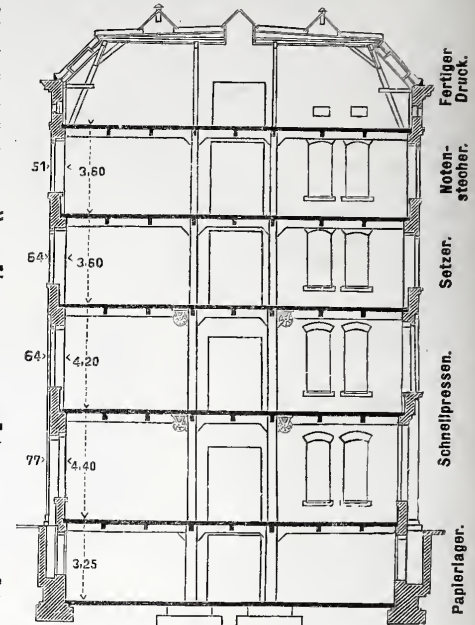 Fertiger
Druck.
51
3,60
Noten-
stecher.
64
3,60
Setzer.
64
4,20
Schnellpressen.
77
4,40
3,25
Papierlager.